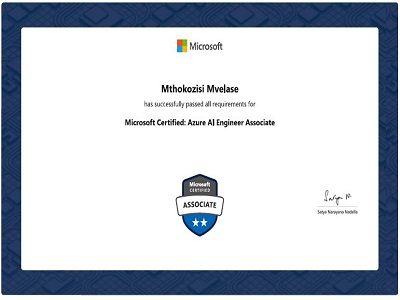 Microsoft
Mthokozisi Mvelase
has successfully passed all requirements for
Microsoft Certified: Azure AI Engineer Associate
Microsoft
CERTIFIED
ASSOCIATE
Satya N
Satya Narayana Nadella